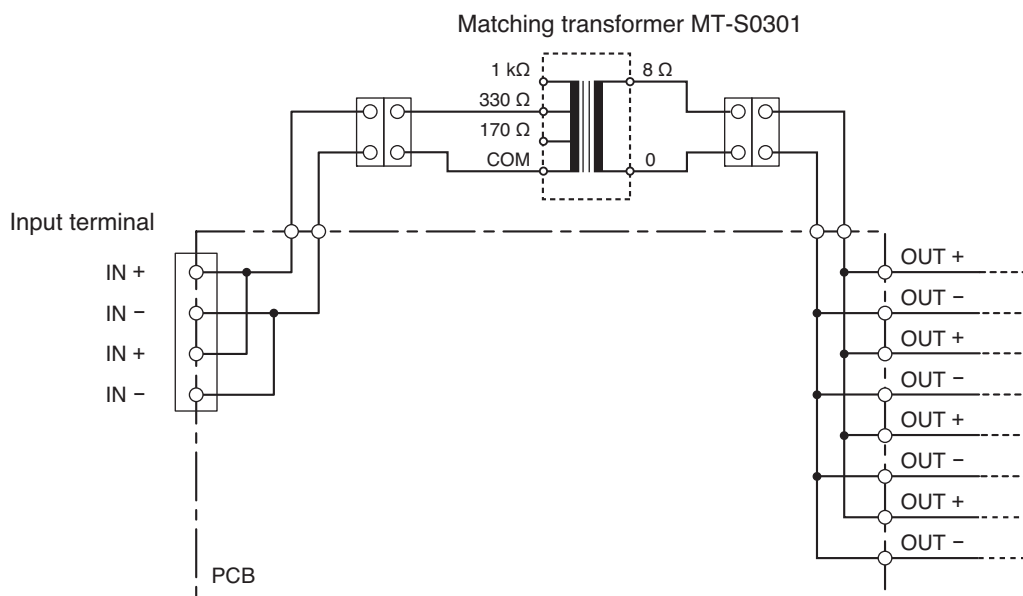 Matching transformer MT-S0301
1 kΩ
8 Ω
330 Ω
170 Ω
COM
0
Input terminal
IN +
IN −
IN +
IN −
OUT +
OUT −
OUT +
OUT −
OUT +
OUT −
OUT +
OUT −
PCB